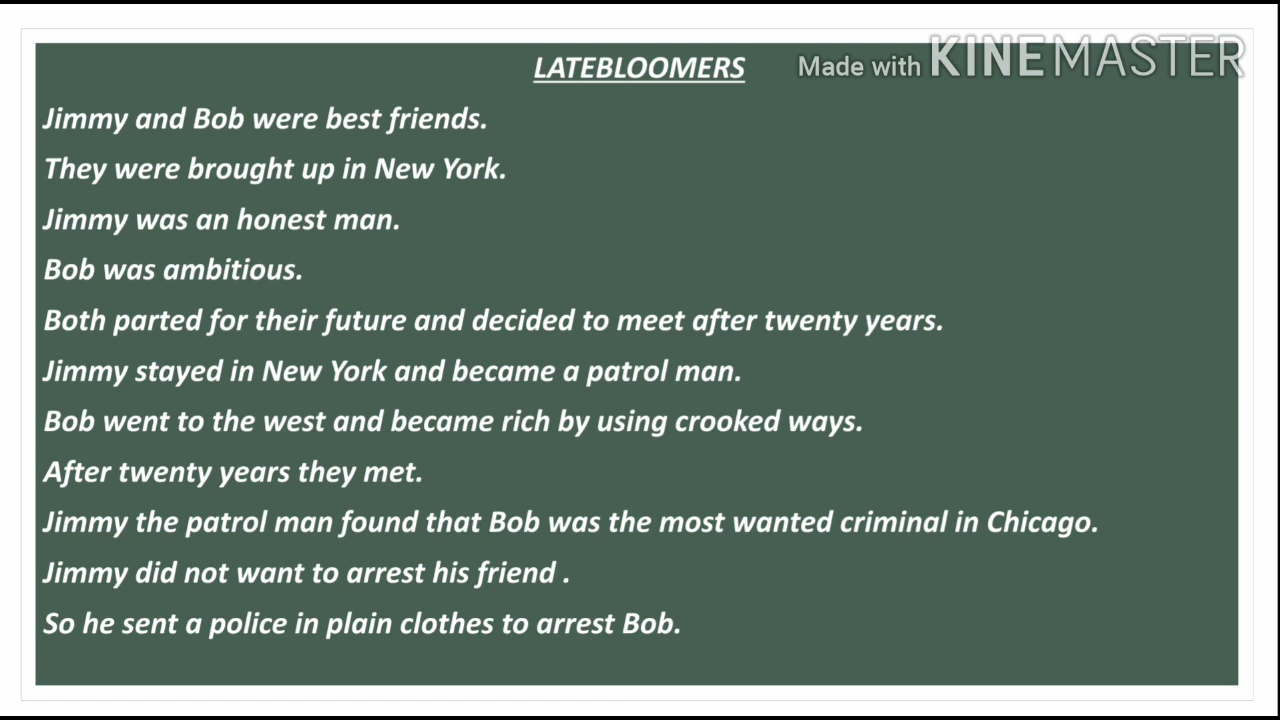 LATEBLOOMERS
Made with KINEMASTER
Jimmy and Bob were best friends.
They were brought up in New York.
Jimmy was an honest man.
Bob was ambitious.
Both parted for their future and decided to meet after twenty years.
Jimmy stayed in New York and became a patrol man.
Bob went to the west and became rich by using crooked ways.
After twenty years they met.
Jimmy the patrol man found that Bob was the most wanted criminal in Chicago.
Jimmy did not want to arrest his friend .
So he sent a police in plain clothes to arrest Bob.